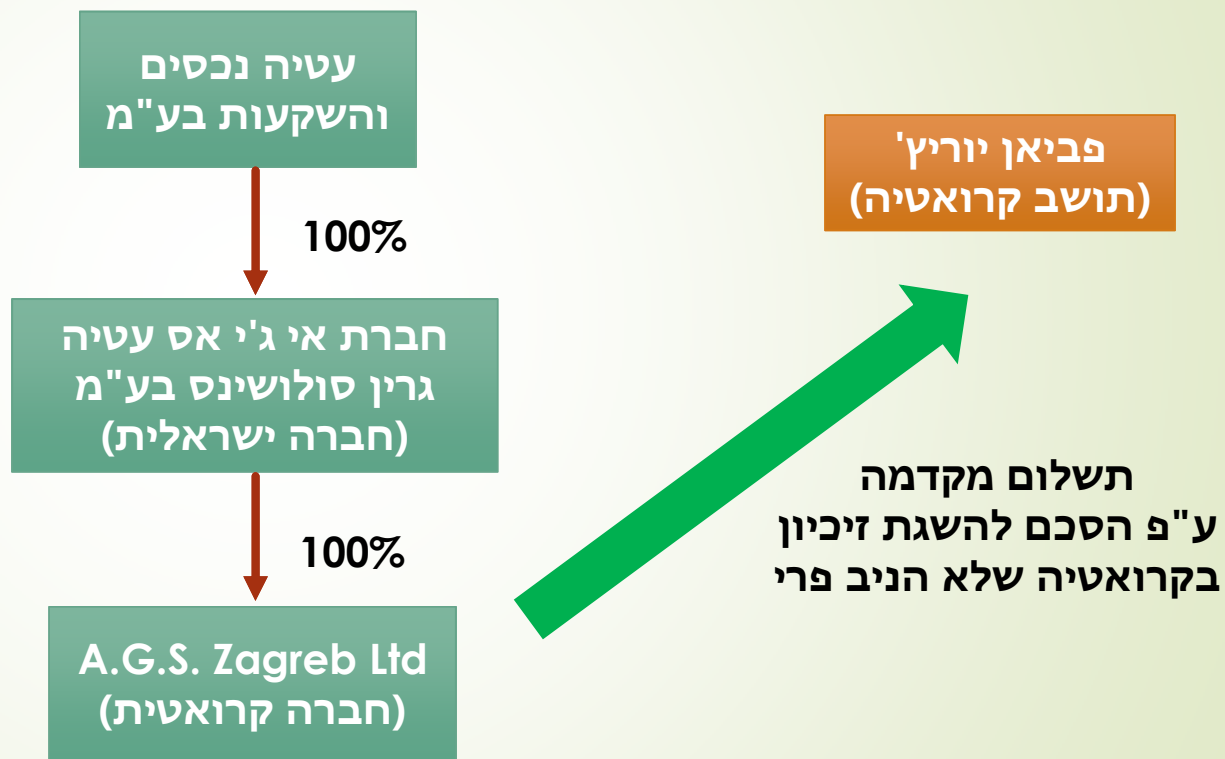 עטיה נכסים
והשקעות בע"מ
100%
חברת אי ג'י אס עטיה
גרין סולושינס בע"מ
(חברה ישראלית)
100%
A.G.S. Zagreb Ltd
(חברה קרואטית)
פביאן יוריץ'
(תושב קרואטיה)
תשלום מקדמה
ע"פ הסכם להשגת זיכיון
בקרואטיה שלא הניב פרי